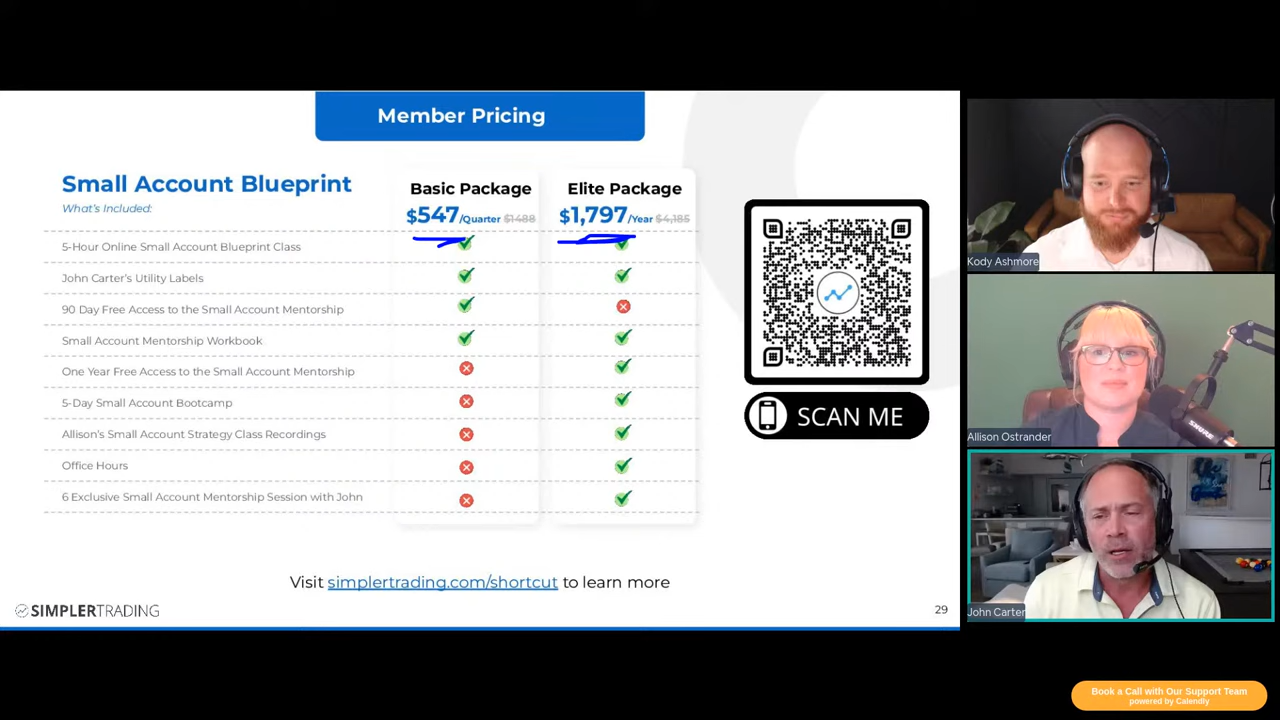 Member Pricing
Small Account Blueprint
What's Included:
Basic Package
$547/Quarter $1488
Elite Package
$1,797/Year $4,185
5-Hour Online Small Account Blueprint Class
John Carter's Utility Labels
90 Day Free Access to the Small Account Mentorship
Small Account Mentorship Workbook
One Year Free Access to the Small Account Mentorship
5-Day Small Account Bootcamp
Allison's Small Account Strategy Class Recordings
Office Hours
6 Exclusive Small Account Mentorship Session with John
SCAN ME
Visit simplertrading.com/shortcut to learn more
SIMPLERTRADING
29
Kody Ashmore
Allison Ostrander
SHURE
John Carter
Book a Call with Our Support Team
powered by Calendly